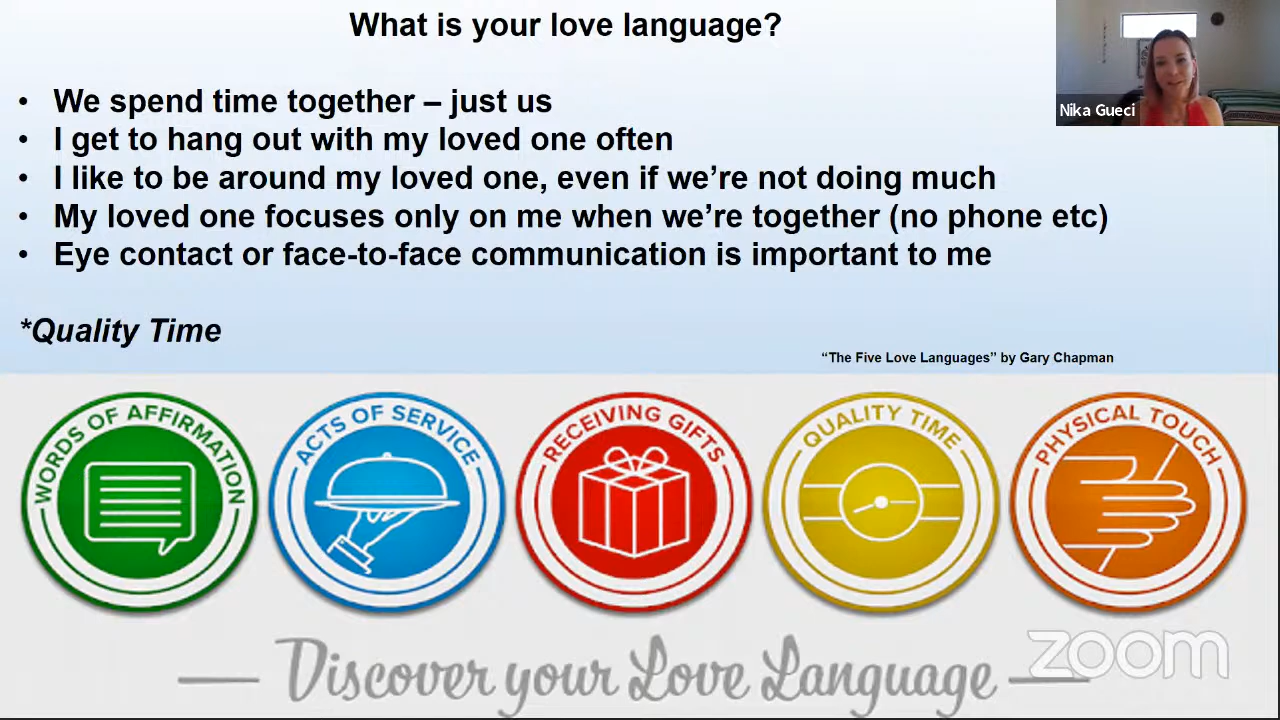 What is your love language?
Nika Gueci
• We spend time together – just us
• I get to hang out with my loved one often
• I like to be around my loved one, even if we’re not doing much
• My loved one focuses only on me when we’re together (no phone etc)
• Eye contact or face-to-face communication is important to me
*Quality Time
“The Five Love Languages” by Gary Chapman
WORDS OF AFFIRMATION
ACTS OF SERVICE
RECEIVING GIFTS
QUALITY TIME
PHYSICAL TOUCH
Discover your Love Language
zoom